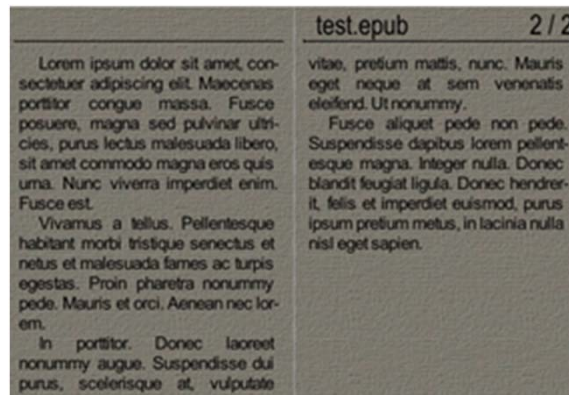 Lorem ipsum dolor sit amet, con-
sectetuer adipiscing elit. Maecenas
porttitor congue massa. Fusce
posuere, magna sed pulvinar ultri-
cies, purus lectus malesuada libero,
sit amet commodo magna eros quis
urna. Nunc viverra imperdiet enim.
Fusce est.
Vivamus a tellus. Pellentesque
habitant morbi tristique senectus et
netus et malesuada fames ac turpis
egestas. Proin pharetra nonummy
pede. Mauris et orci. Aenean nec lor-
em.
In porttitor. Donec laoreet
nonummy augue. Suspendisse dui
purus, scelerisque at, vulputate
test.epub 2 / 2
vitae, pretium mattis, nunc. Mauris
eget neque at sem venenatis
eleifend. Ut nonummy.
Fusce aliquet pede non pede.
Suspendisse dapibus lorem pellent-
esque magna. Integer nulla. Donec
blandit feugiat ligula. Donec hendrer-
it, felis et imperdiet euismod, purus
ipsum pretium metus, in lacinia nulla
nisl eget sapien.